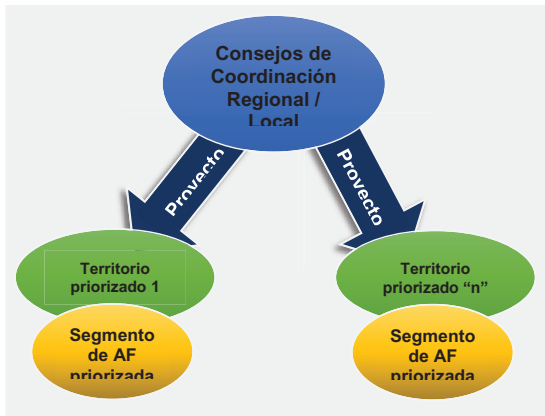 Consejos de
Coordinación
Regional /
Local
Proyecto
Proyecto
Territorio
priorizado 1
Territorio
priorizado “n”
Segmento
de AF
priorizada
Segmento
de AF
priorizada